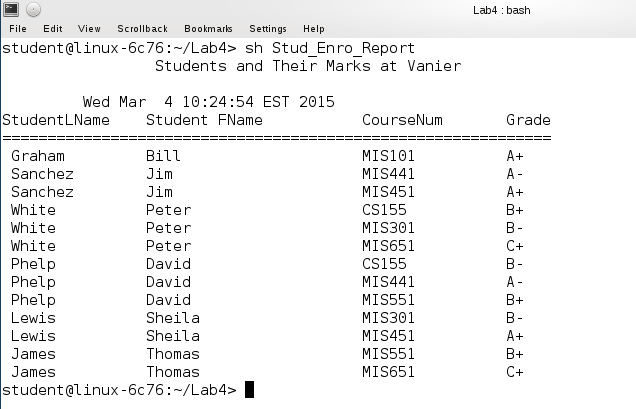 Lab4 : bash
File Edit View Scrollback Bookmarks Settings Help
student@linux-6c76:~/Lab4> sh Stud_Enro_Report
Students and Their Marks at Vanier
Wed Mar  4 10:24:54 EST 2015
StudentLName    Student FName           CourseNum       Grade
=============================================================
Graham         Bill                    MIS101          A+
Sanchez        Jim                     MIS441          A-
Sanchez        Jim                     MIS451          A+
White          Peter                   CS155           B+
White          Peter                   MIS301          B-
White          Peter                   MIS651          C+
Phelp          David                   CS155           B-
Phelp          David                   MIS441          A-
Phelp          David                   MIS551          B+
Lewis          Sheila                  MIS301          B-
Lewis          Sheila                  MIS451          A+
James          Thomas                  MIS551          B+
James          Thomas                  MIS651          C+
student@linux-6c76:~/Lab4>